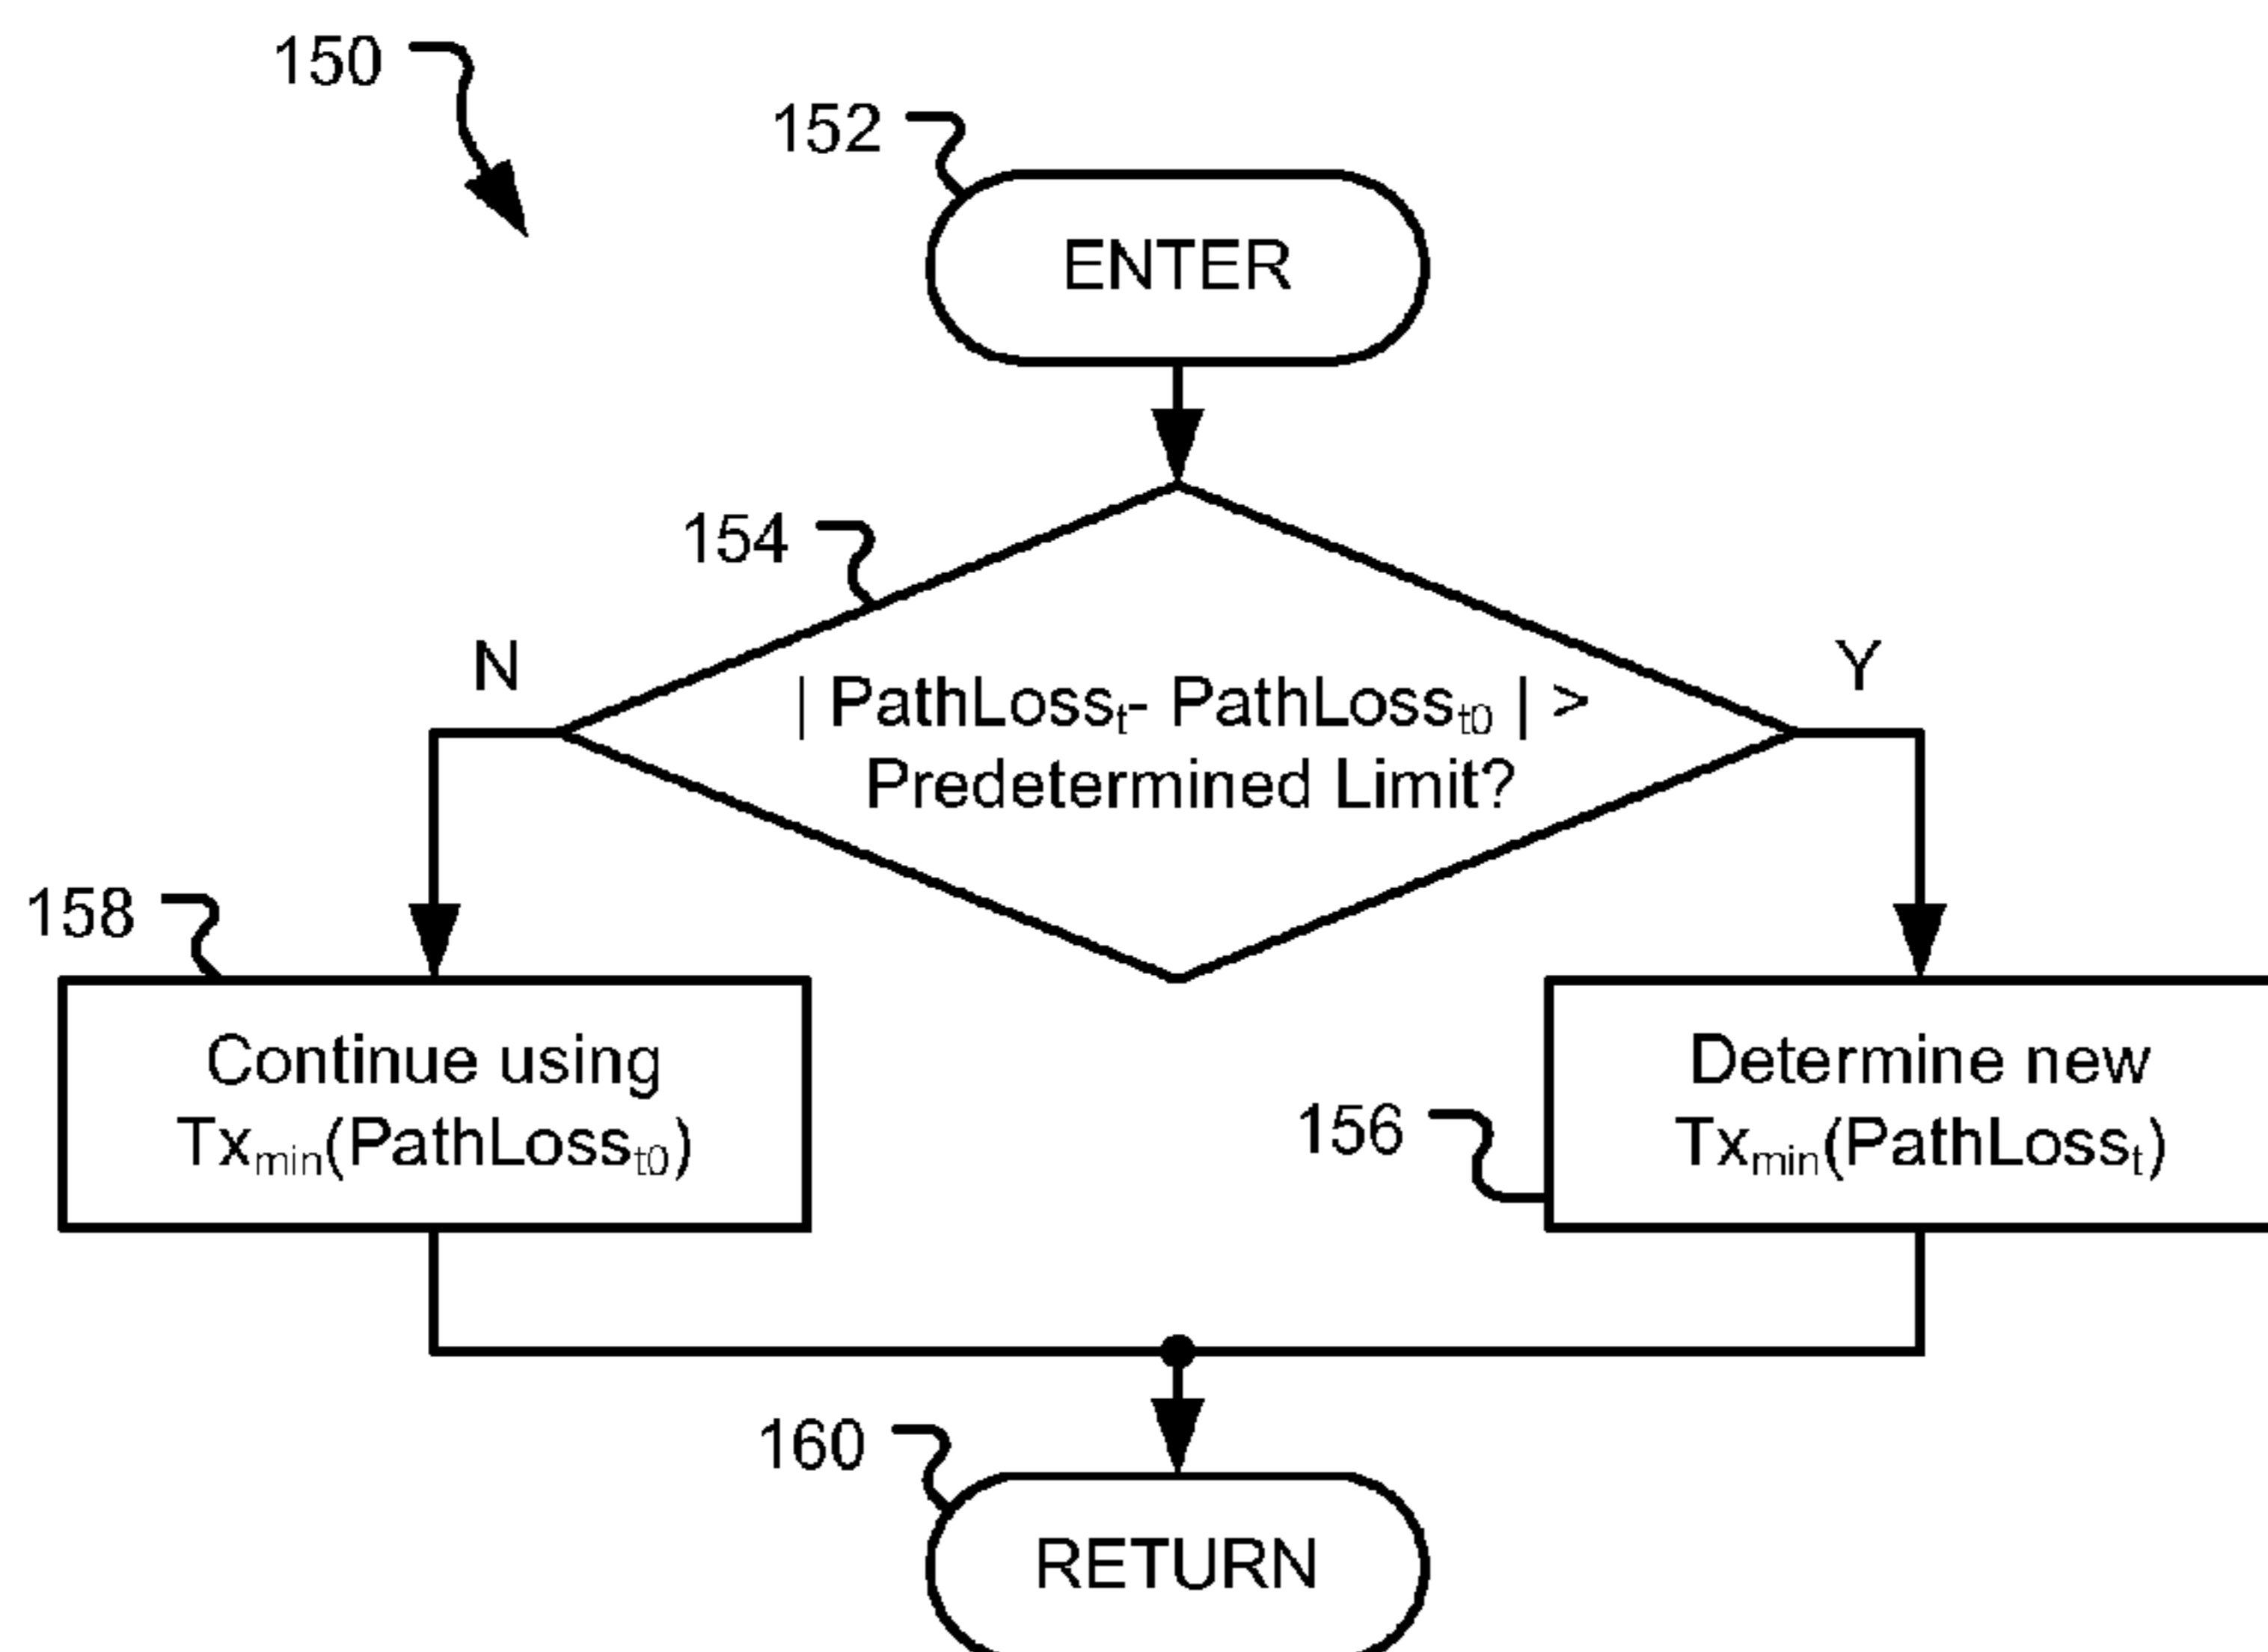 150
152
ENTER
154
N
Y
| PathLossₜ- PathLossₜ₀ | >
Predetermined Limit?
158
Continue using
Txₘᵢₙ(PathLossₜ₀)
156
Determine new
Txₘᵢₙ(PathLossₜ)
160
RETURN